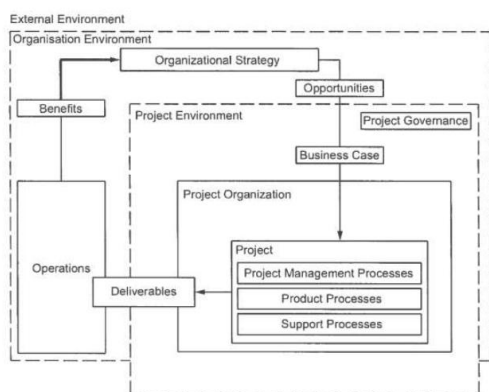 External Environment
Organisation Environment
Organizational Strategy
Opportunities
Benefits
Project Environment
Project Governance
Business Case
Project Organization
Project
Operations
Project Management Processes
Deliverables
Product Processes
Support Processes